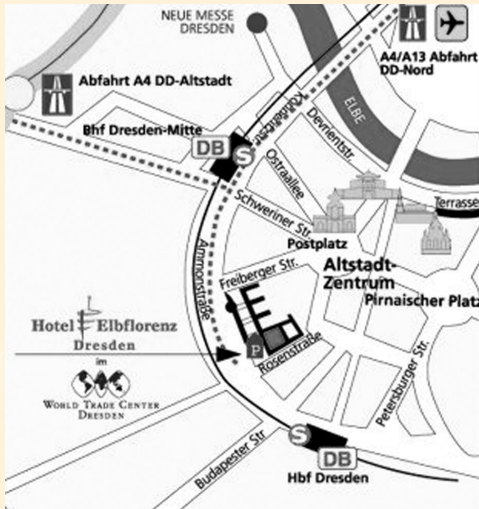 NEUE MESSE
DRESDEN
A4/A13 Abfahrt
DD-Nord
Abfahrt A4 DD-Altstadt
Bhf Dresden-Mitte
DB
S
Könneritzstr.
Devrientstr.
ELBE
Ostraallee
Schweriner Str.
Terrasse
Postplatz
Ammonstraße
Freiberger Str.
Altstadt-
Zentrum
Pirnaischer Platz
Hotel Elbflorenz
Dresden
im
WORLD TRADE CENTER
DRESDEN
P
Rosenstraße
Petersburger Str.
S
DB
Budapester Str
Hbf Dresden